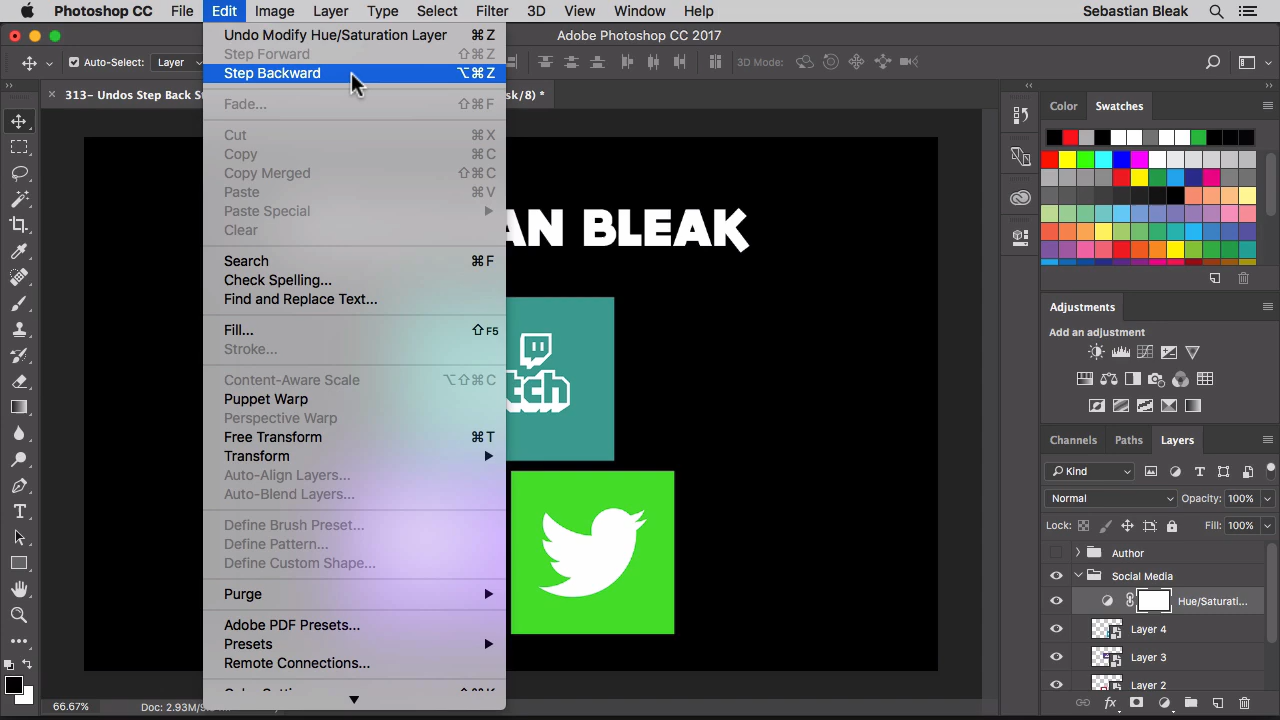 Photoshop CC File Edit Image Layer Type Select Filter 3D View Window Help Sebastian Bleak
Adobe Photoshop CC 2017
Auto-Select: Layer
3D Mode:
× 313– Undos Step Back S
sk/8) *
Undo Modify Hue/Saturation Layer ⌘Z
Step Forward ⇧⌘Z
Step Backward ⌥⌘Z
Fade... ⇧⌘F
Cut ⌘X
Copy ⌘C
Copy Merged ⇧⌘C
Paste ⌘V
Paste Special
Clear
Search ⌘F
Check Spelling...
Find and Replace Text...
Fill... ⇧F5
Stroke...
Content-Aware Scale ⌥⇧⌘C
Puppet Warp
Perspective Warp
Free Transform ⌘T
Transform
Auto-Align Layers...
Auto-Blend Layers...
Define Brush Preset...
Define Pattern...
Define Custom Shape...
Purge
Adobe PDF Presets...
Presets
Remote Connections...
AN BLEAK
tch
Color Swatches
Adjustments
Add an adjustment
Channels Paths Layers
Kind
Normal Opacity: 100%
Lock: Fill: 100%
Author
Social Media
Hue/Saturati...
Layer 4
Layer 3
Layer 2
66.67% Doc: 2.93M/9.